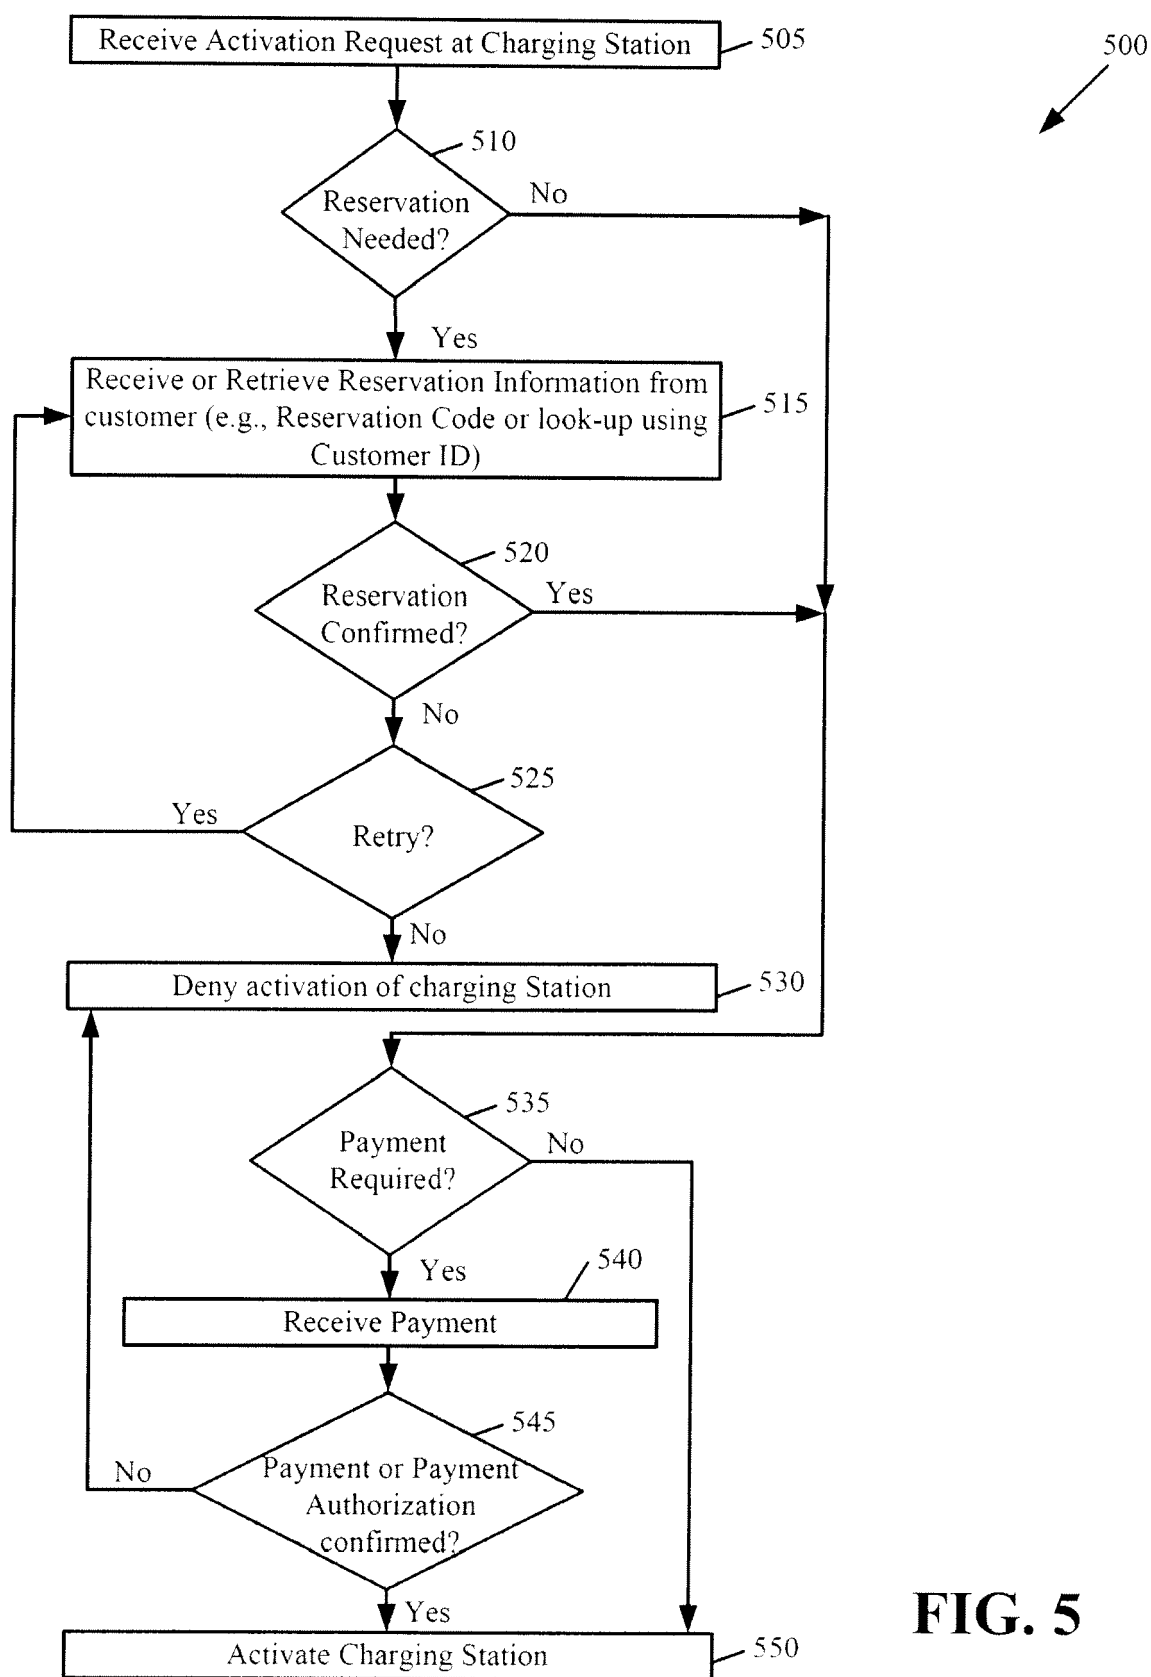 Receive Activation Request at Charging Station
505
500
510
Reservation
Needed?
No
Yes
Receive or Retrieve Reservation Information from
customer (e.g., Reservation Code or look-up using
Customer ID)
515
520
Reservation
Confirmed?
Yes
No
525
Retry?
Yes
No
Deny activation of charging Station
530
535
Payment
Required?
No
Yes
540
Receive Payment
545
Payment or Payment
Authorization
confirmed?
No
Yes
Activate Charging Station
550
FIG. 5